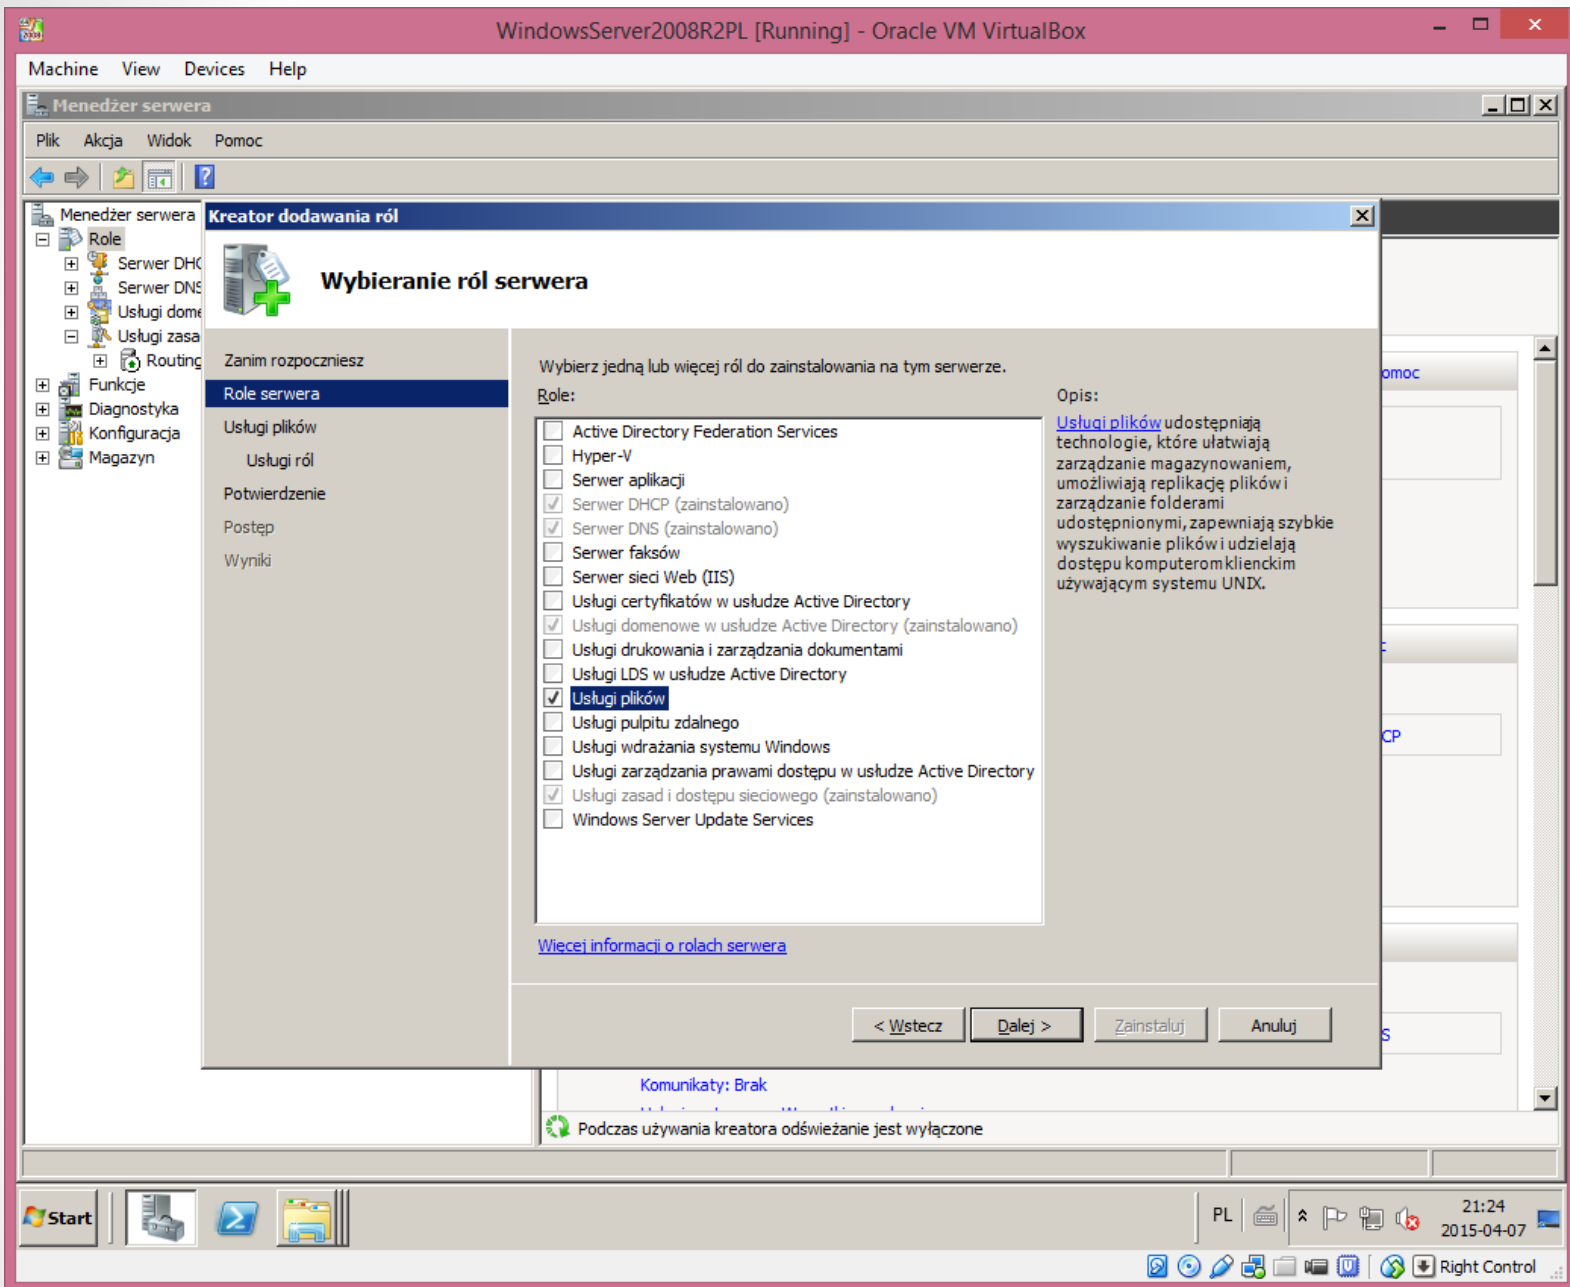 WindowsServer2008R2PL [Running] - Oracle VM VirtualBox
Machine View Devices Help
Menedżer serwera
Plik Akcja Widok Pomoc
Menedżer serwera
Role
Serwer DHC
Serwer DNS
Usługi dome
Usługi zasa
Routing
Funkcje
Diagnostyka
Konfiguracja
Magazyn
Kreator dodawania ról
Wybieranie ról serwera
Zanim rozpoczniesz
Role serwera
Usługi plików
Usługi ról
Potwierdzenie
Postęp
Wyniki
Wybierz jedną lub więcej ról do zainstalowania na tym serwerze.
Role:
Active Directory Federation Services
Hyper-V
Serwer aplikacji
Serwer DHCP (zainstalowano)
Serwer DNS (zainstalowano)
Serwer faksów
Serwer sieci Web (IIS)
Usługi certyfikatów w usłudze Active Directory
Usługi domenowe w usłudze Active Directory (zainstalowano)
Usługi drukowania i zarządzania dokumentami
Usługi LDS w usłudze Active Directory
Usługi plików
Usługi pulpitu zdalnego
Usługi wdrażania systemu Windows
Usługi zarządzania prawami dostępu w usłudze Active Directory
Usługi zasad i dostępu sieciowego (zainstalowano)
Windows Server Update Services
Więcej informacji o rolach serwera
Opis:
Usługi plików udostępniają
technologie, które ułatwiają
zarządzanie magazynowaniem,
umożliwiają replikację plików i
zarządzanie folderami
udostępnionymi, zapewniają szybkie
wyszukiwanie plików i udzielają
dostępu komputerom klienckim
używającym systemu UNIX.
< Wstecz Dalej > Zainstaluj Anuluj
omoc
CP
S
Komunikaty: Brak
Podczas używania kreatora odświeżanie jest wyłączone
Start
PL
21:24
2015-04-07
Right Control